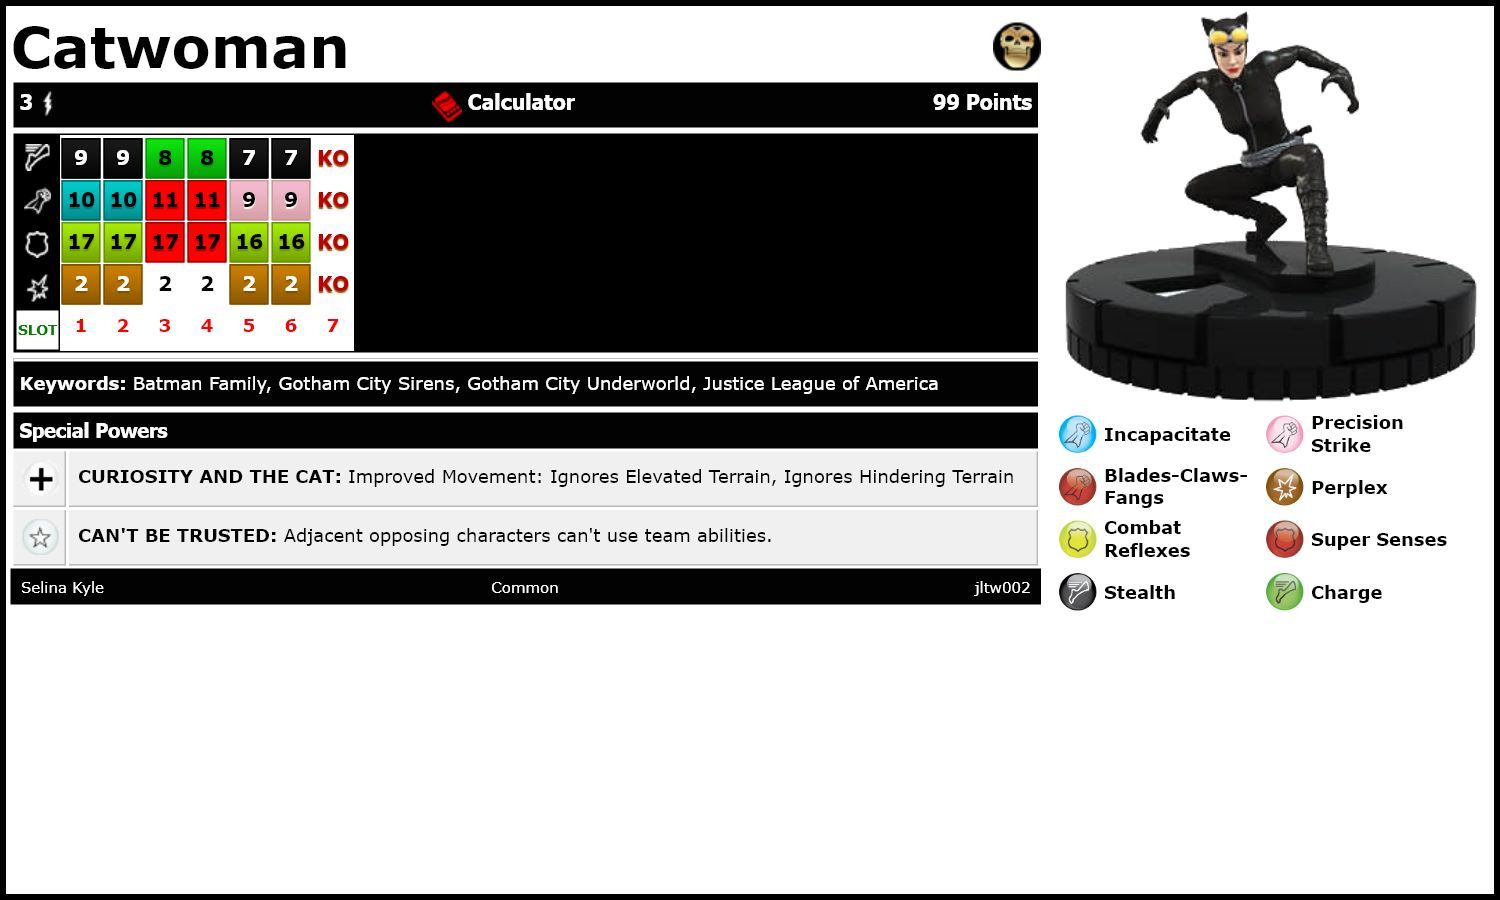 Catwoman
3 Calculator 99 Points
9 9 8 8 7 7 KO
10 10 11 11 9 9 KO
17 17 17 17 16 16 KO
2 2 2 2 2 2 KO
SLOT 1 2 3 4 5 6 7
Keywords: Batman Family, Gotham City Sirens, Gotham City Underworld, Justice League of America
Special Powers
CURIOSITY AND THE CAT: Improved Movement: Ignores Elevated Terrain, Ignores Hindering Terrain
CAN'T BE TRUSTED: Adjacent opposing characters can't use team abilities.
Selina Kyle Common jltw002
Incapacitate
Precision
Strike
Blades-Claws-
Fangs
Perplex
Combat
Reflexes
Super Senses
Stealth
Charge